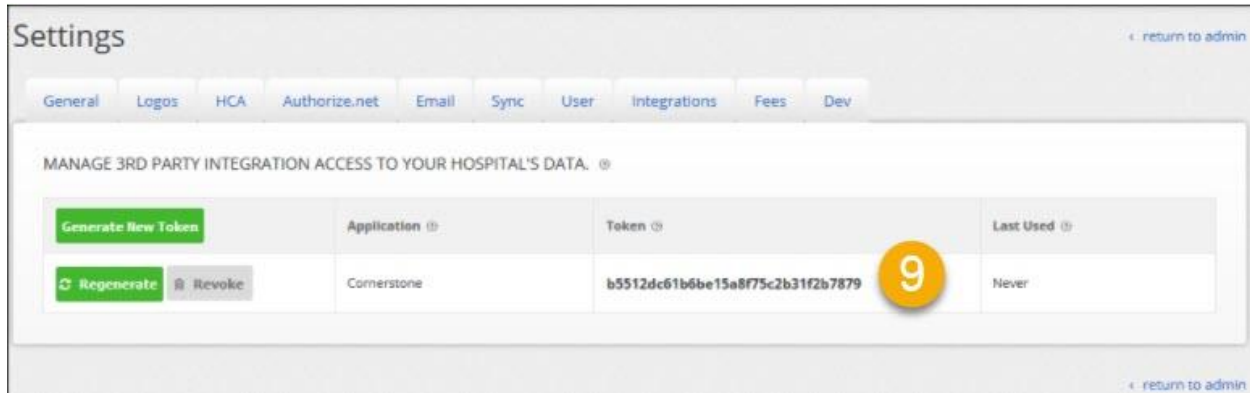 Settings
‹ return to admin
General Logos HCA Authorize.net Email Sync User Integrations Fees Dev
MANAGE 3RD PARTY INTEGRATION ACCESS TO YOUR HOSPITAL'S DATA.
Generate New Token Application Token Last Used
Regenerate Revoke Cornerstone b5512dc61b6be15a8f75c2b31f2b7879 9 Never
‹ return to admin